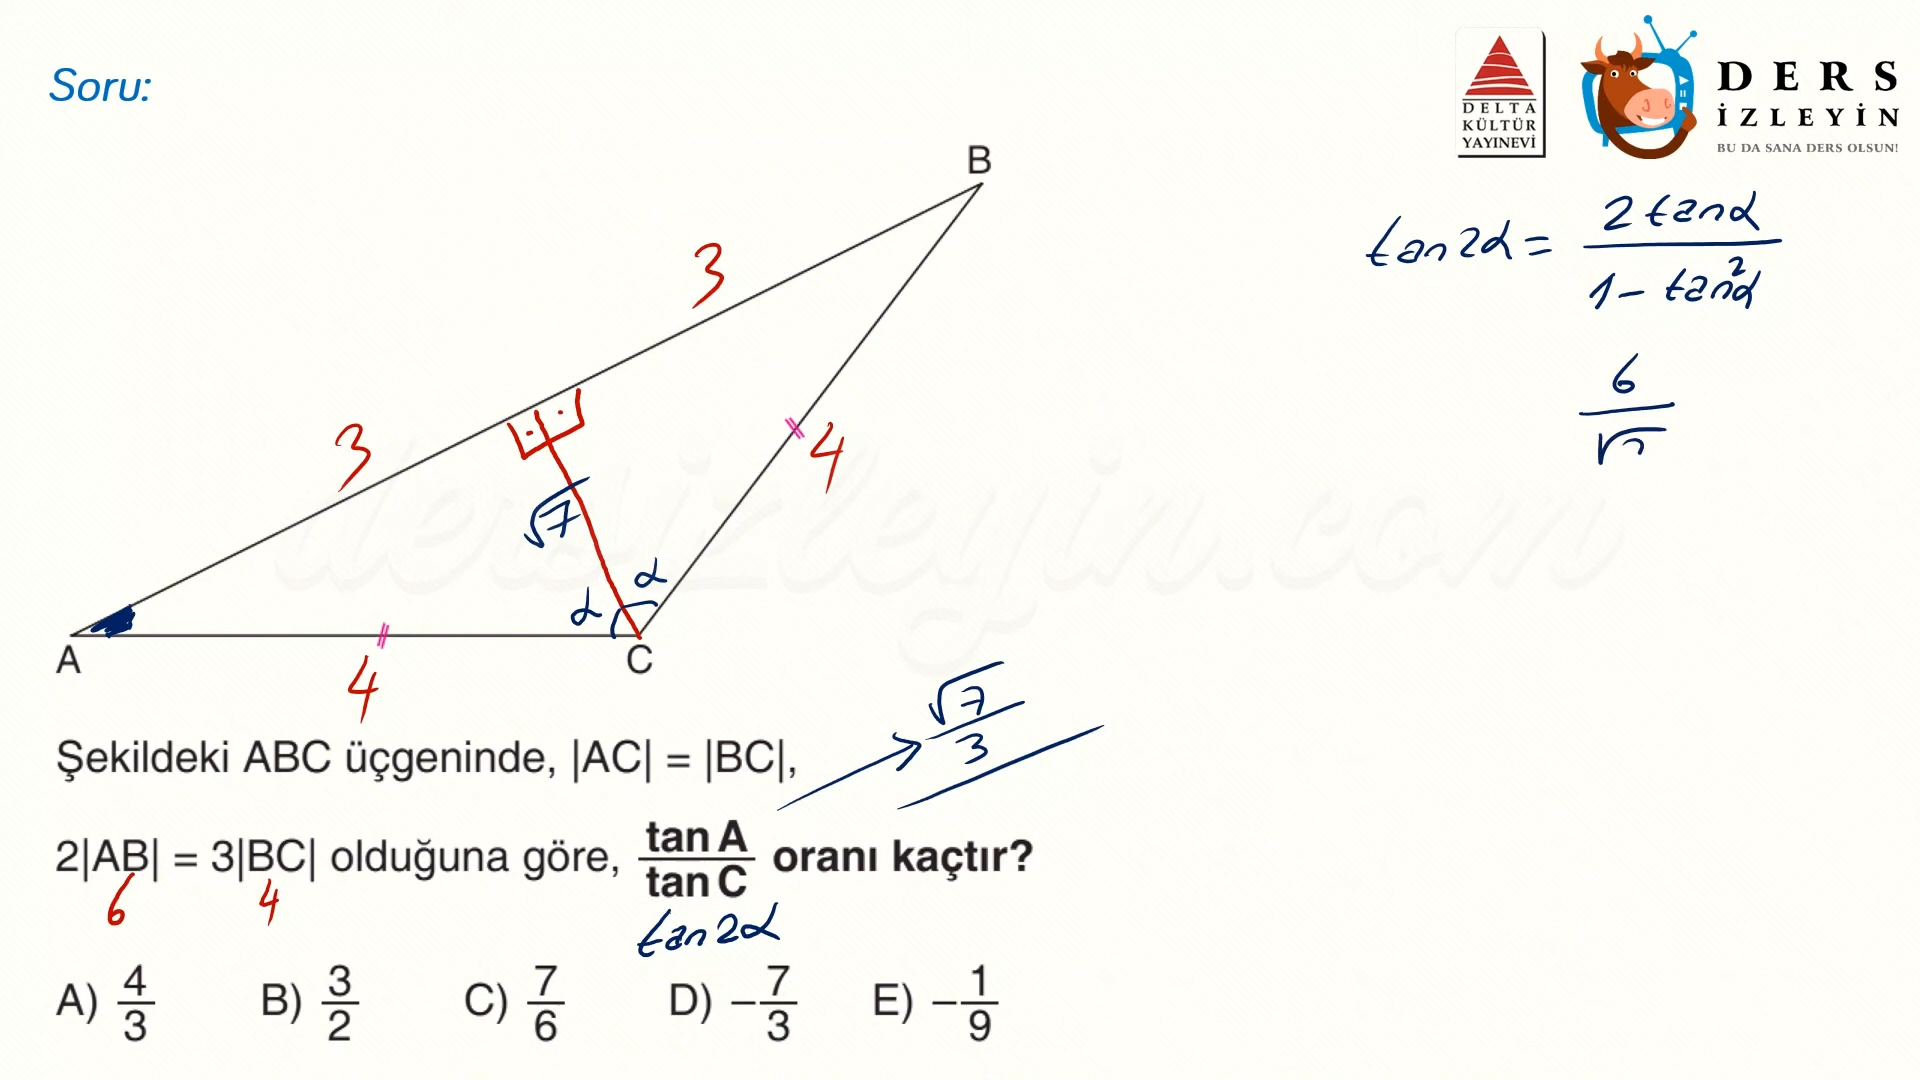 Soru:
DELTA
KÜLTÜR
YAYINEVİ
DERS
İZLEYİN
BU DA SANA DERS OLSUN!
B
3
3
4
√7
α
α
A
C
4
tan2α = 2tanα / 1 - tan²α
6 / √
dersizleyin.com
Şekildeki ABC üçgeninde, |AC| = |BC|,
√7 / 3
2|AB| = 3|BC| olduğuna göre, tan A / tan C oranı kaçtır?
6 4
tan2α
A) 4/3 B) 3/2 C) 7/6 D) −7/3 E) −1/9